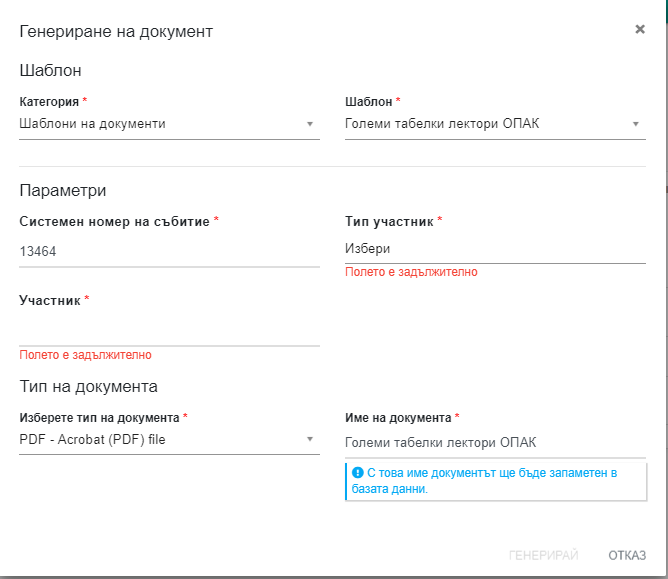 Генериране на документ
Шаблон
Категория *
Шаблон *
Шаблони на документи
Големи табелки лектори ОПАК
Параметри
Системен номер на събитие *
Тип участник *
13464
Избери
Полето е задължително
Участник *
Полето е задължително
Тип на документа
Изберете тип на документа *
Име на документа *
PDF - Acrobat (PDF) file
Големи табелки лектори ОПАК
С това име документът ще бъде запаметен в
базата данни.
ГЕНЕРИРАЙ
ОТКАЗ